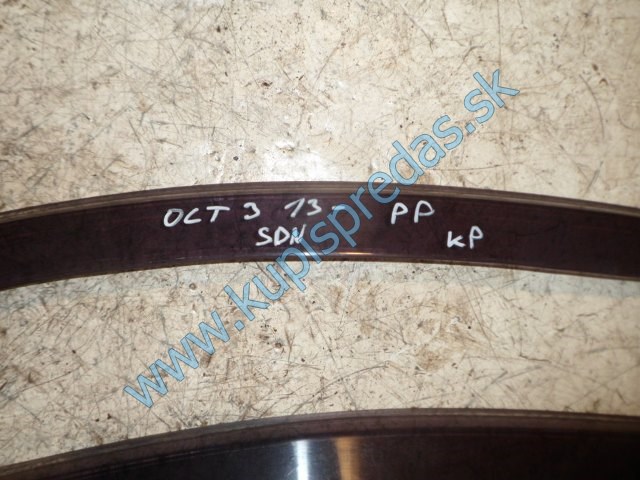 OCT 3 13- PP
SDN KP
www.kupispredas.sk